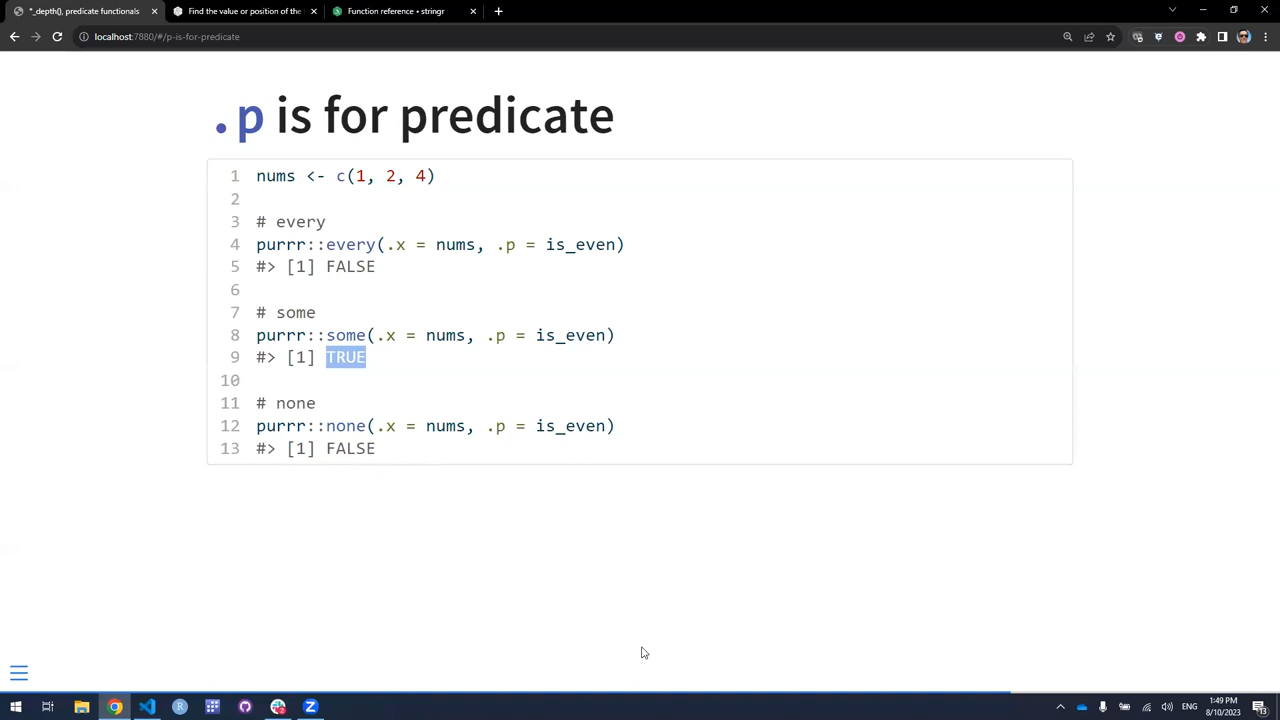 *_depth(), predicate functionals
Find the value or position of the
Function reference • stringr
localhost:7880/#/p-is-for-predicate
.p is for predicate
1 nums <- c(1, 2, 4)
2
3 # every
4 purrr::every(.x = nums, .p = is_even)
5 #> [1] FALSE
6
7 # some
8 purrr::some(.x = nums, .p = is_even)
9 #> [1] TRUE
10
11 # none
12 purrr::none(.x = nums, .p = is_even)
13 #> [1] FALSE
ENG
1:49 PM
8/10/2023